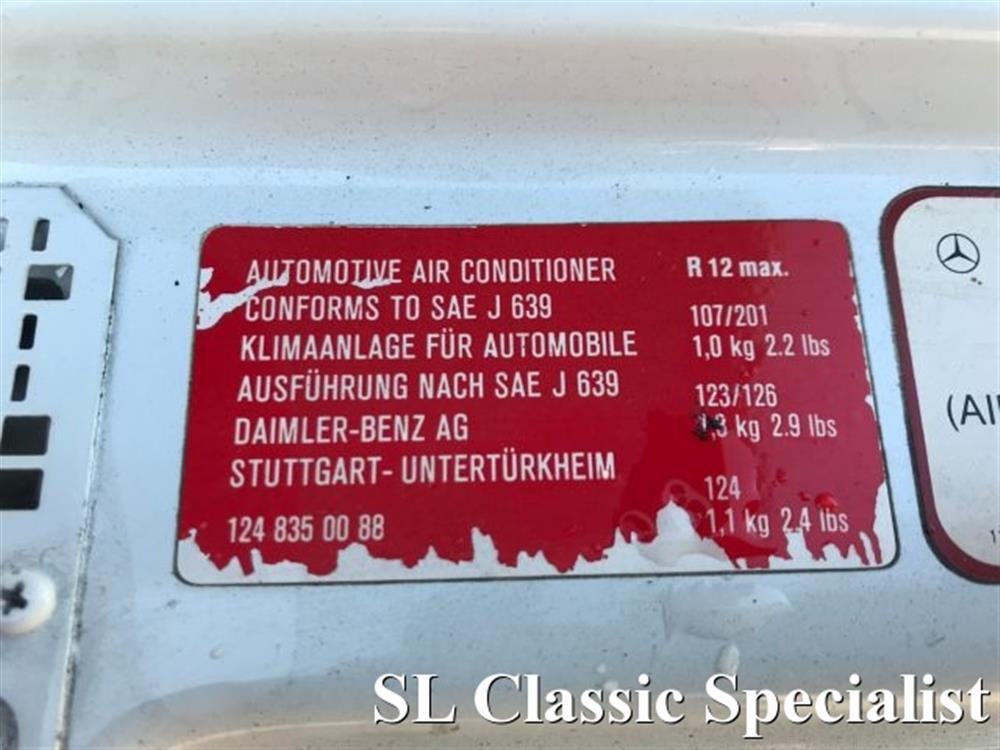 AUTOMOTIVE AIR CONDITIONER
CONFORMS TO SAE J 639
KLIMAANLAGE FÜR AUTOMOBILE
AUSFÜHRUNG NACH SAE J 639
DAIMLER-BENZ AG
STUTTGART- UNTERTÜRKHEIM
124 835 00 88
R 12 max.
107/201
1,0 kg 2.2 lbs
123/126
1,3 kg 2.9 lbs
124
1,1 kg 2.4 lbs
SL Classic Specialist